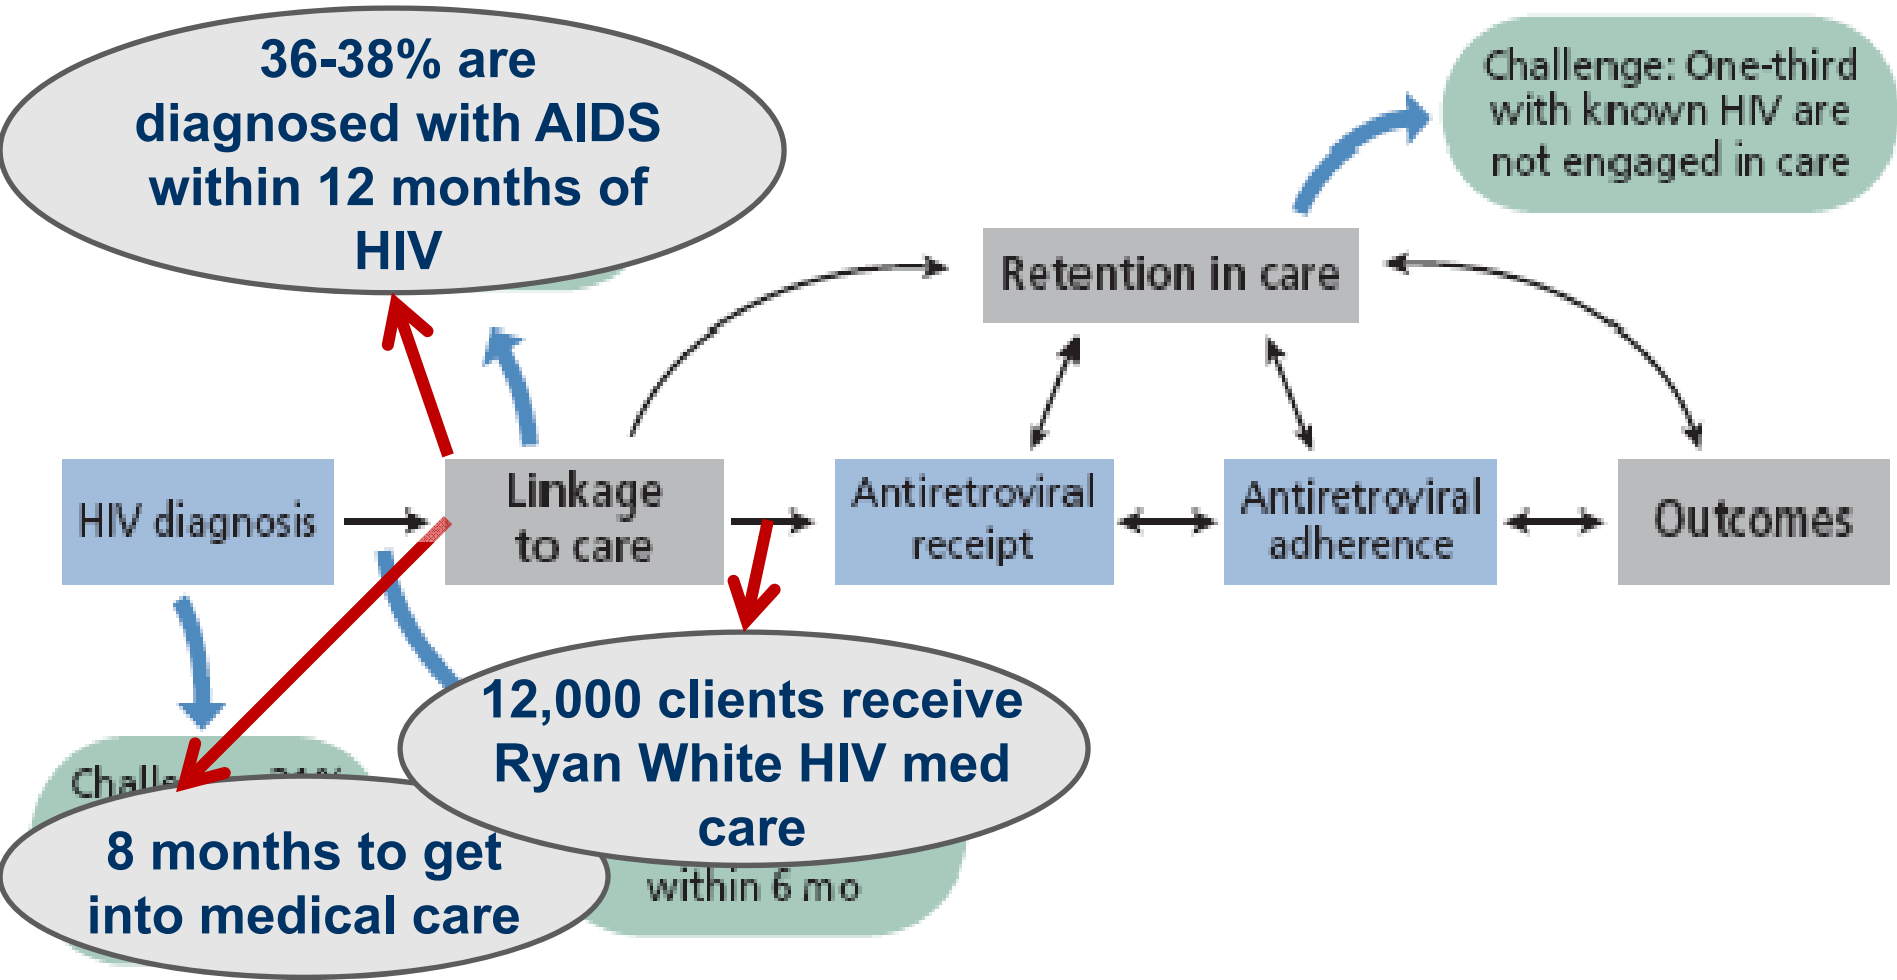 36-38% are
diagnosed with AIDS
within 12 months of
HIV
Challenge: One-third
with known HIV are
not engaged in care
Retention in care
HIV diagnosis
Linkage
to care
Antiretroviral
receipt
Antiretroviral
adherence
Outcomes
12,000 clients receive
Ryan White HIV med
care
within 6 mo
8 months to get
into medical care